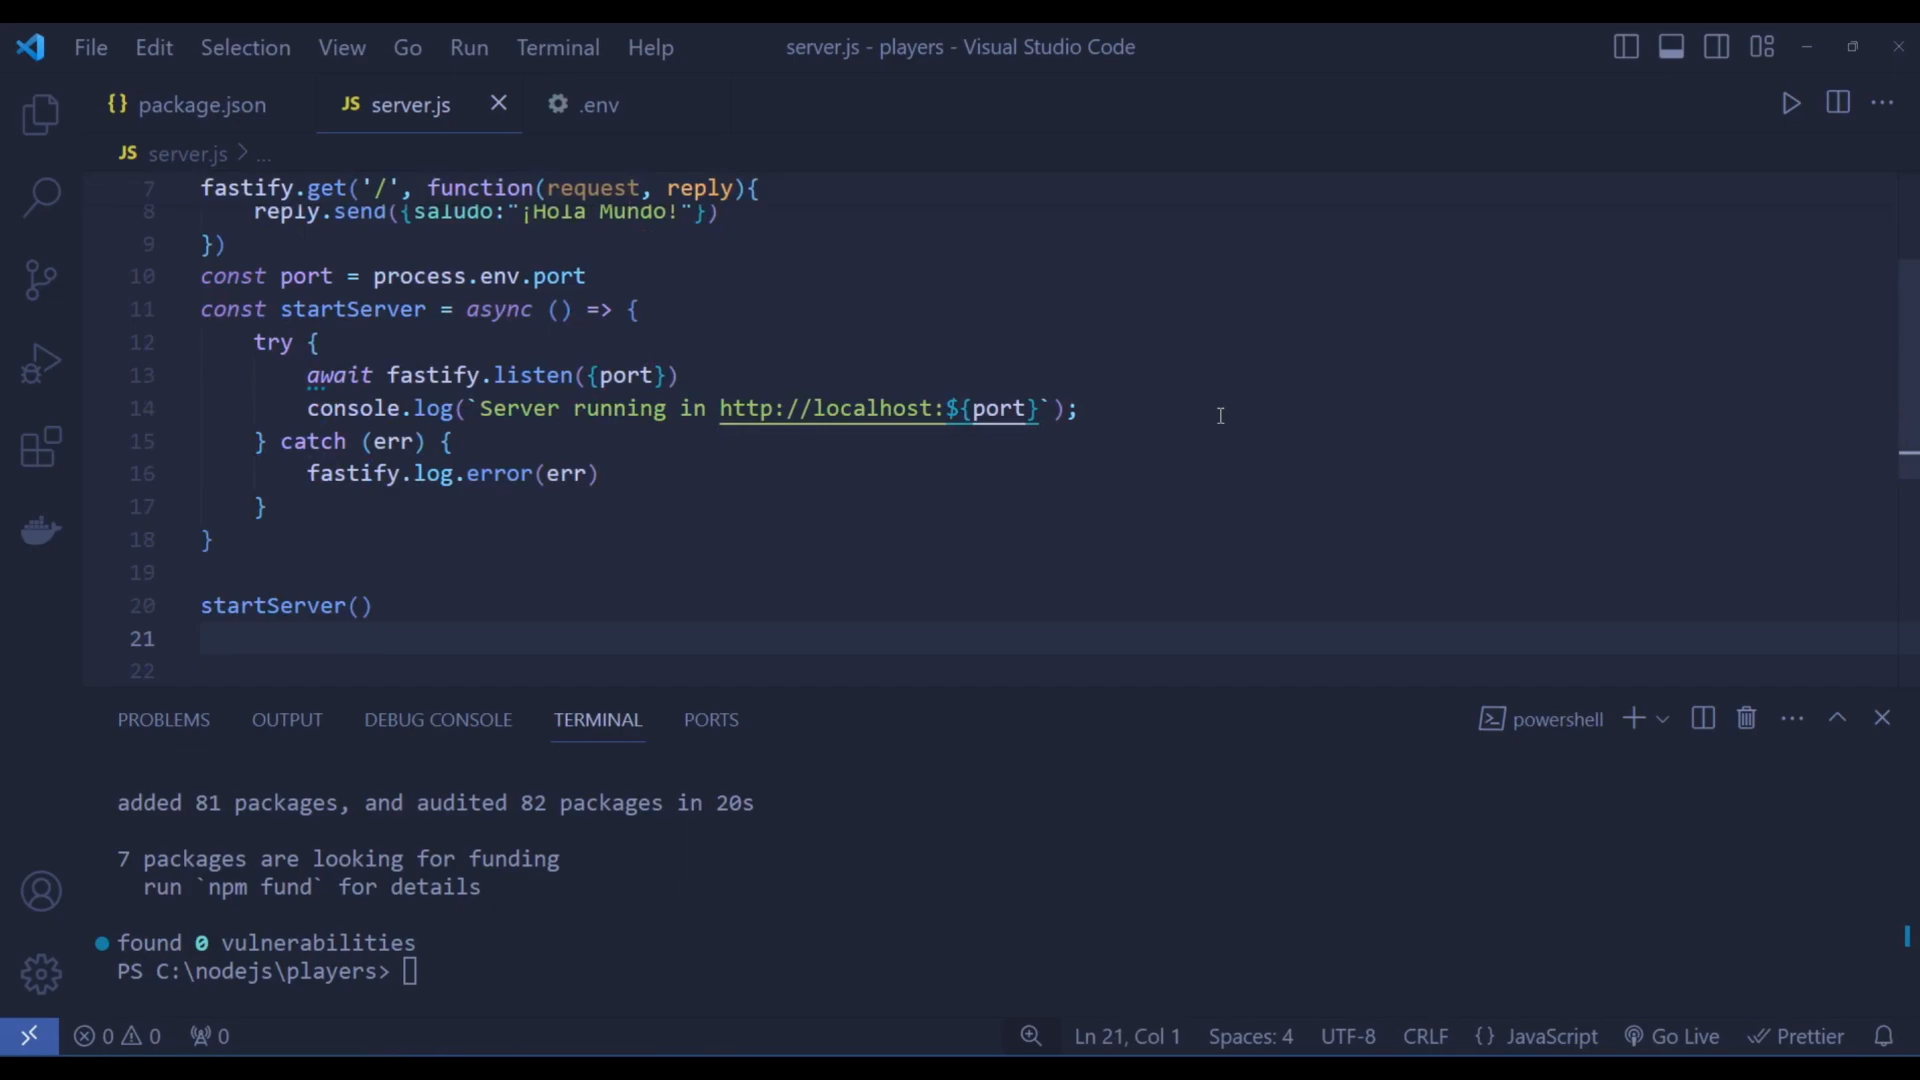 File Edit Selection View Go Run Terminal Help server.js - players - Visual Studio Code
{} package.json JS server.js .env
JS server.js > ...
7 fastify.get('/', function(request, reply){
8 reply.send({saludo:"¡Hola Mundo!"})
9 })
10 const port = process.env.port
11 const startServer = async () => {
12 try {
13 await fastify.listen({port})
14 console.log(`Server running in http://localhost:${port}`);
15 } catch (err) {
16 fastify.log.error(err)
17 }
18 }
19
20 startServer()
21
22
PROBLEMS OUTPUT DEBUG CONSOLE TERMINAL PORTS powershell
added 81 packages, and audited 82 packages in 20s
7 packages are looking for funding
run `npm fund` for details
found 0 vulnerabilities
PS C:\nodejs\players>
0 0 0 Ln 21, Col 1 Spaces: 4 UTF-8 CRLF {} JavaScript Go Live Prettier